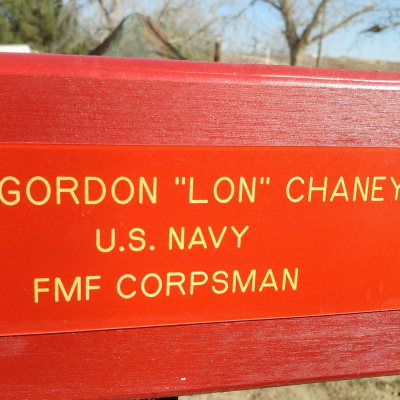 GORDON "LON" CHANEY
U.S. NAVY
FMF CORPSMAN